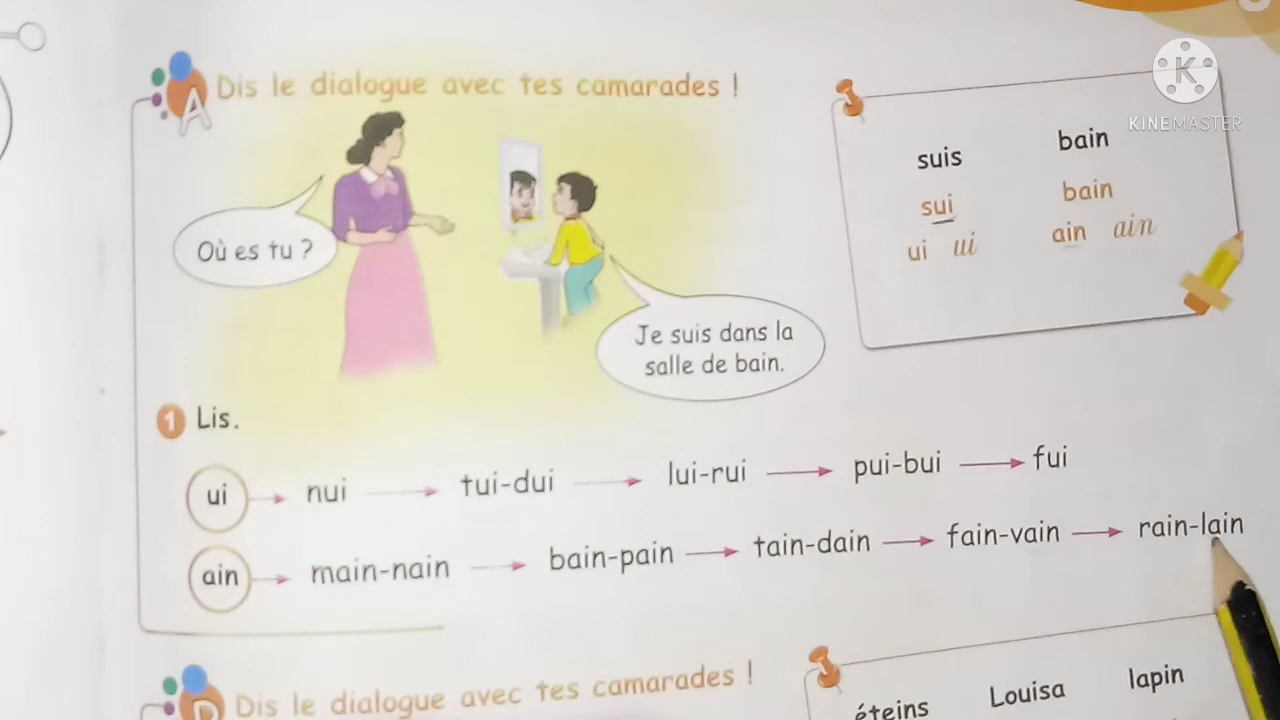 A Dis le dialogue avec tes camarades !
Où es tu ?
Je suis dans la
salle de bain.
suis bain
sui bain
ui ui ain ain
K
KINEMASTER
1 Lis.
ui nui tui-dui lui-rui pui-bui fui
ain main-nain bain-pain tain-dain fain-vain rain-lain
Dis le dialogue avec tes camarades !
éteins Louisa lapin